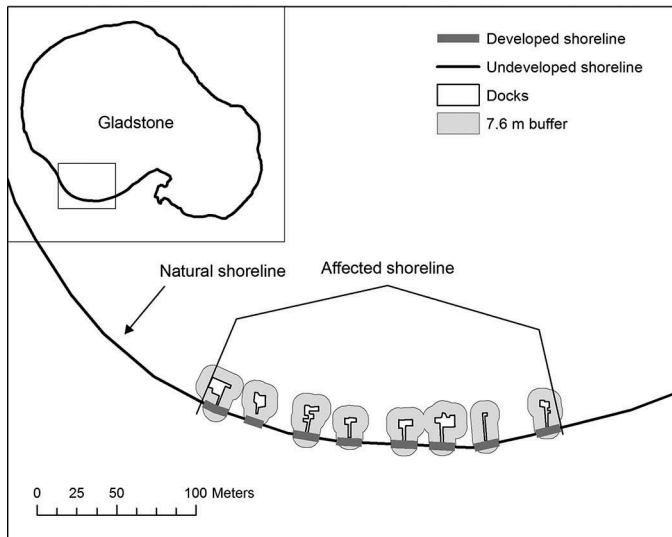 Gladstone
Developed shoreline
Undeveloped shoreline
Docks
7.6 m buffer
Natural shoreline
Affected shoreline
0 25 50 100 Meters